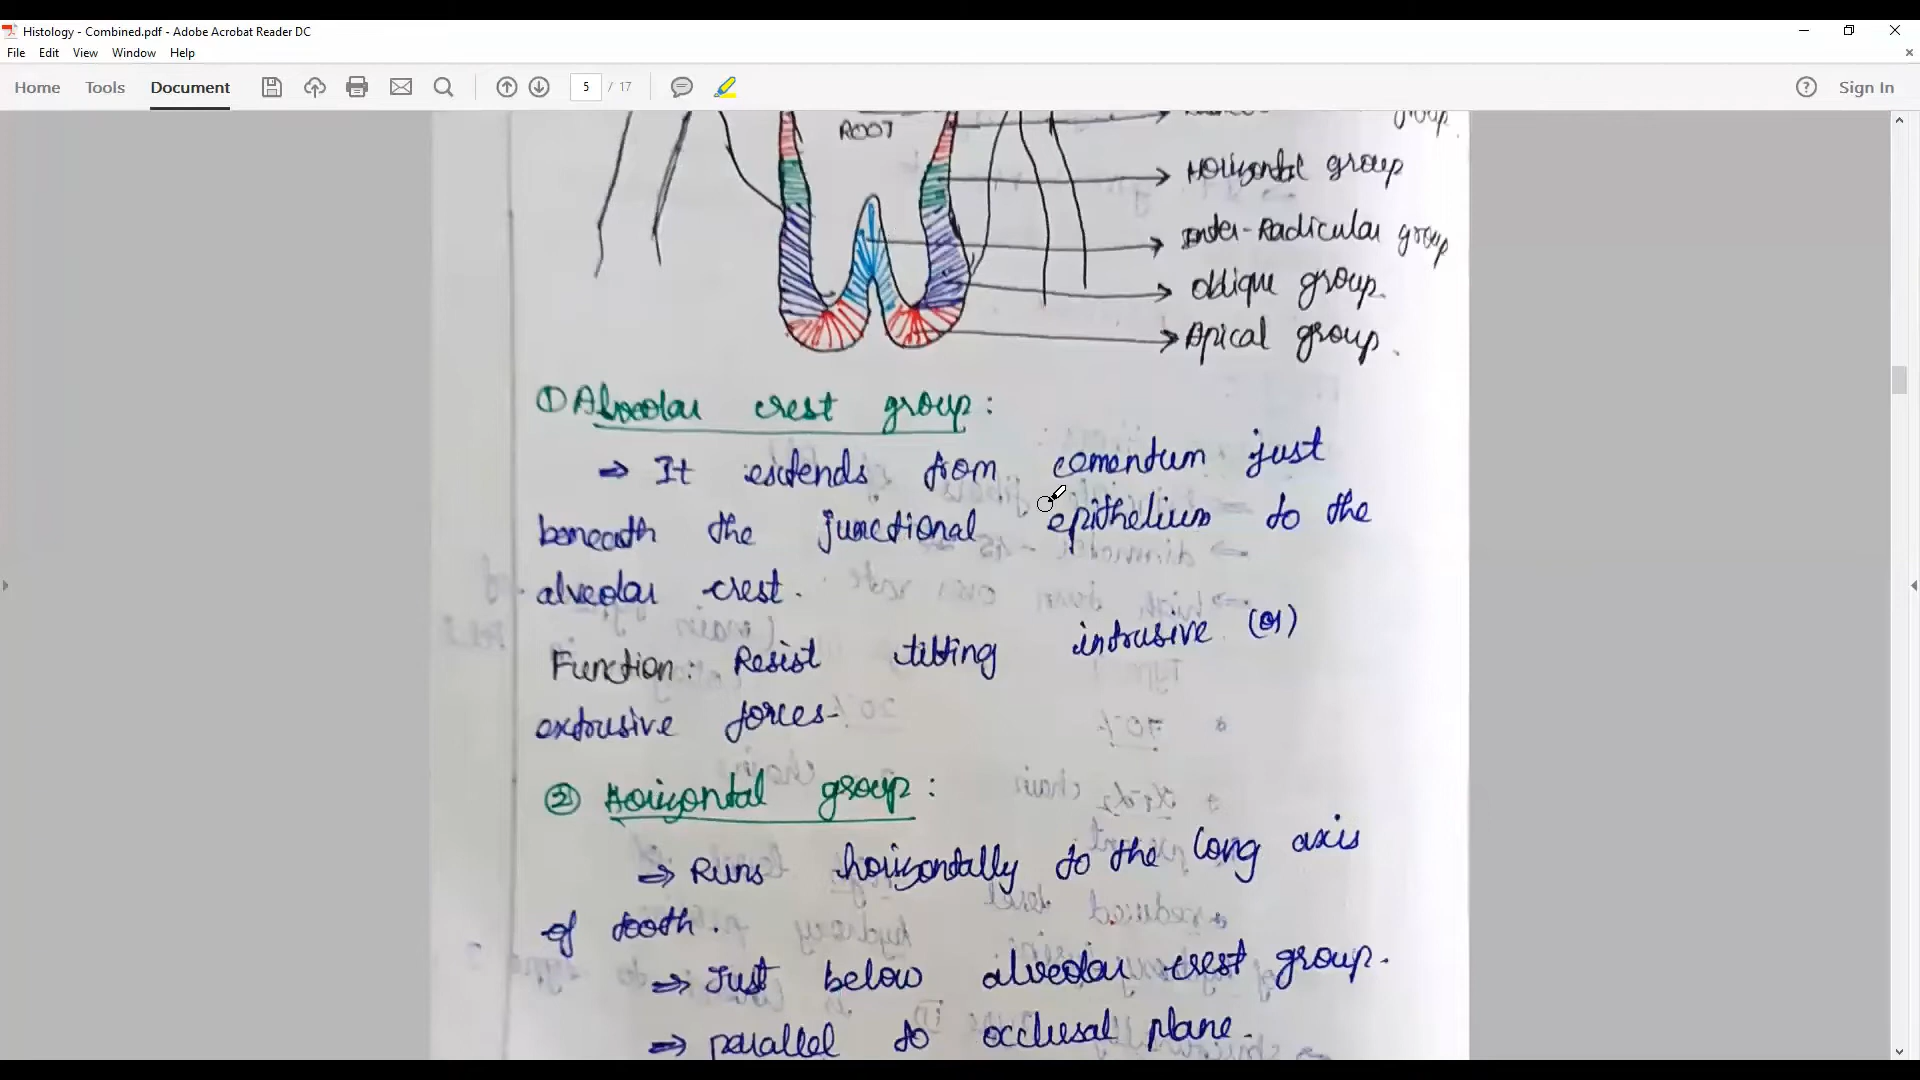 Histology - Combined.pdf - Adobe Acrobat Reader DC
File Edit View Window Help
Home Tools Document 5 / 17 Sign In
ROOT
group.
Horizontal group
Inter-Radicular group
oblique group.
Apical group.
① Alveolar crest group:
⇒ It extends from cementum just
beneath the junctional epithelium to the
alveolar crest.
Function: Resist tilting intrusive (or)
extrusive forces-
② Horizontal group:
⇒ Runs horizontally to the long axis
of tooth.
⇒ Just below alveolar crest group.
⇒ parallel to occlusal plane.